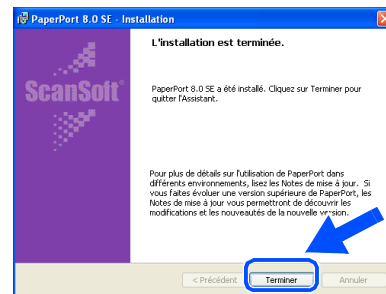 PaperPort 8.0 SE - Installation
L'installation est terminée.
ScanSoft®
PaperPort 8.0 SE a été installé. Cliquez sur Terminer pour
quitter l'Assistant.
Pour plus de détails sur l'utilisation de PaperPort dans
différents environnements, lisez les Notes de mise à jour. Si
vous faites évoluer une version supérieure de PaperPort, les
Notes de mise à jour vous permettront de découvrir les
modifications et les nouveautés de la nouvelle version.
< Précédent Terminer Annuler